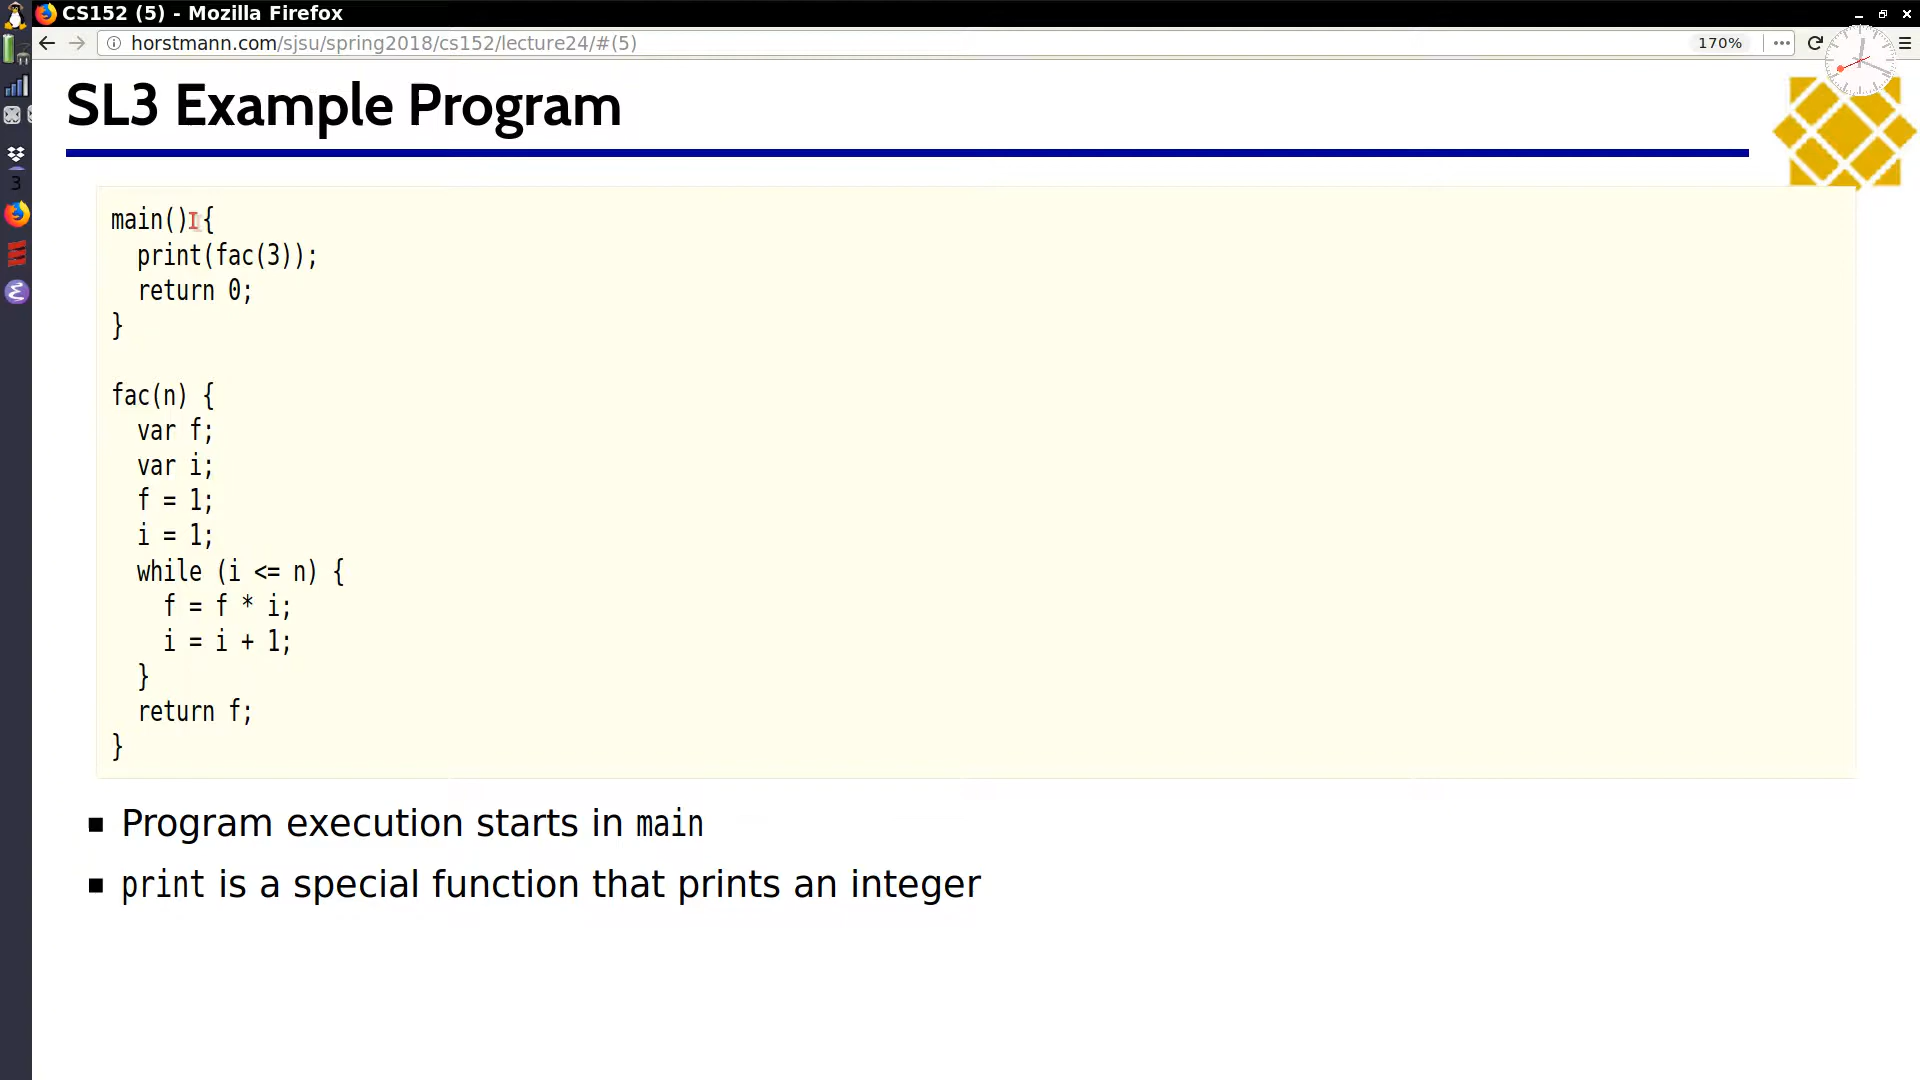 CS152 (5) - Mozilla Firefox
horstmann.com/sjsu/spring2018/cs152/lecture24/#(5)
170%
SL3 Example Program
main() {
  print(fac(3));
  return 0;
}
fac(n) {
  var f;
  var i;
  f = 1;
  i = 1;
  while (i <= n) {
    f = f * i;
    i = i + 1;
  }
  return f;
}
3
■ Program execution starts in main
■ print is a special function that prints an integer